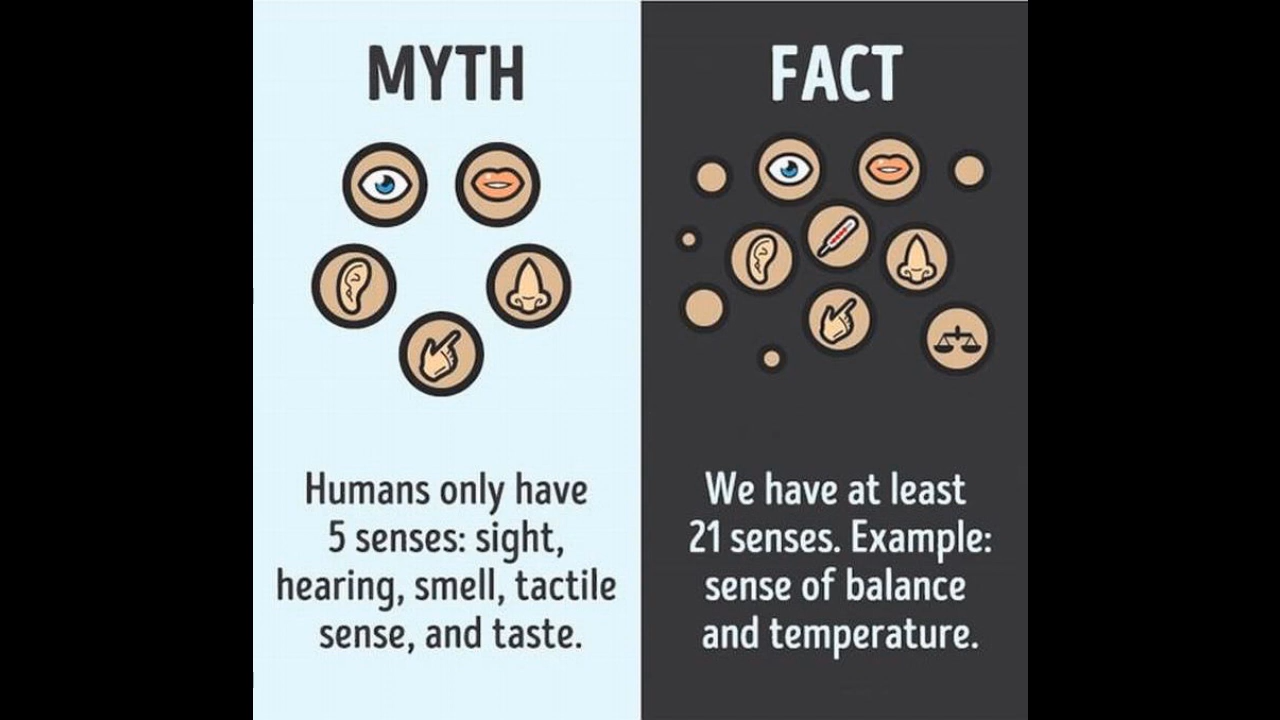 MYTH
Humans only have
5 senses: sight,
hearing, smell, tactile
sense, and taste.
FACT
We have at least
21 senses. Example:
sense of balance
and temperature.